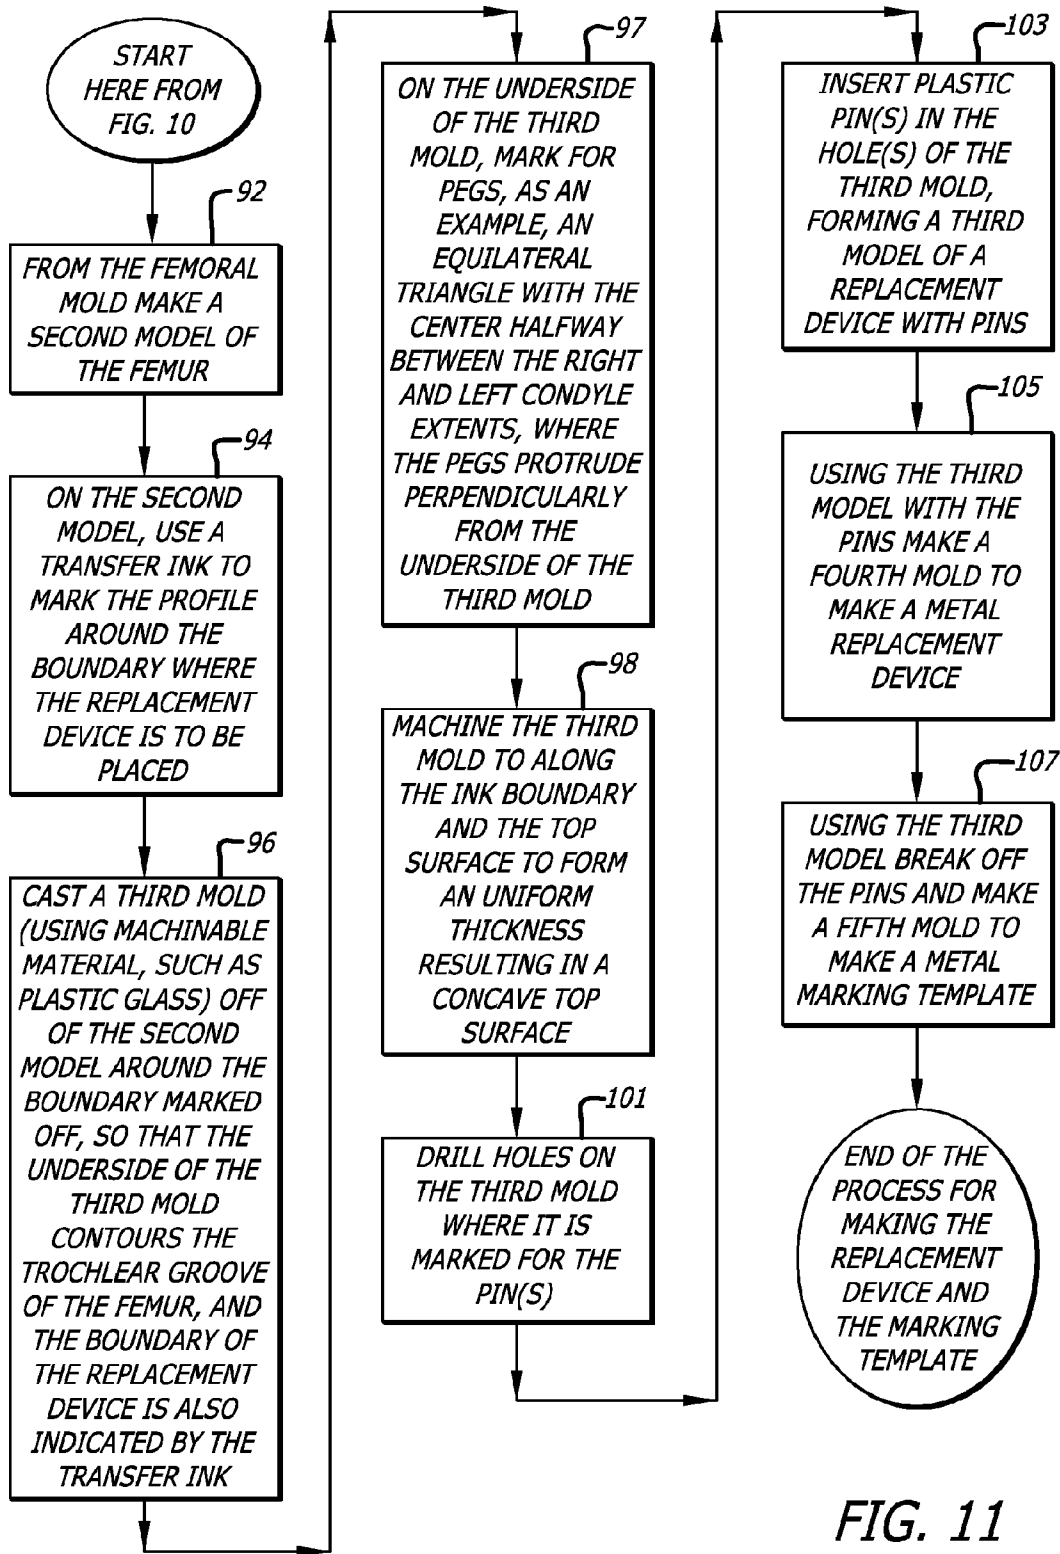 START
HERE FROM
FIG. 10
92
FROM THE FEMORAL
MOLD MAKE A
SECOND MODEL OF
THE FEMUR
94
ON THE SECOND
MODEL, USE A
TRANSFER INK TO
MARK THE PROFILE
AROUND THE
BOUNDARY WHERE
THE REPLACEMENT
DEVICE IS TO BE
PLACED
96
CAST A THIRD MOLD
(USING MACHINABLE
MATERIAL, SUCH AS
PLASTIC GLASS) OFF
OF THE SECOND
MODEL AROUND THE
BOUNDARY MARKED
OFF, SO THAT THE
UNDERSIDE OF THE
THIRD MOLD
CONTOURS THE
TROCHLEAR GROOVE
OF THE FEMUR, AND
THE BOUNDARY OF
THE REPLACEMENT
DEVICE IS ALSO
INDICATED BY THE
TRANSFER INK
97
ON THE UNDERSIDE
OF THE THIRD
MOLD, MARK FOR
PEGS, AS AN
EXAMPLE, AN
EQUILATERAL
TRIANGLE WITH THE
CENTER HALFWAY
BETWEEN THE RIGHT
AND LEFT CONDYLE
EXTENTS, WHERE
THE PEGS PROTRUDE
PERPENDICULARLY
FROM THE
UNDERSIDE OF THE
THIRD MOLD
98
MACHINE THE THIRD
MOLD TO ALONG
THE INK BOUNDARY
AND THE TOP
SURFACE TO FORM
AN UNIFORM
THICKNESS
RESULTING IN A
CONCAVE TOP
SURFACE
101
DRILL HOLES ON
THE THIRD MOLD
WHERE IT IS
MARKED FOR THE
PIN(S)
103
INSERT PLASTIC
PIN(S) IN THE
HOLE(S) OF THE
THIRD MOLD,
FORMING A THIRD
MODEL OF A
REPLACEMENT
DEVICE WITH PINS
105
USING THE THIRD
MODEL WITH THE
PINS MAKE A
FOURTH MOLD TO
MAKE A METAL
REPLACEMENT
DEVICE
107
USING THE THIRD
MODEL BREAK OFF
THE PINS AND MAKE
A FIFTH MOLD TO
MAKE A METAL
MARKING TEMPLATE
END OF THE
PROCESS FOR
MAKING THE
REPLACEMENT
DEVICE AND
THE MARKING
TEMPLATE
FIG. 11